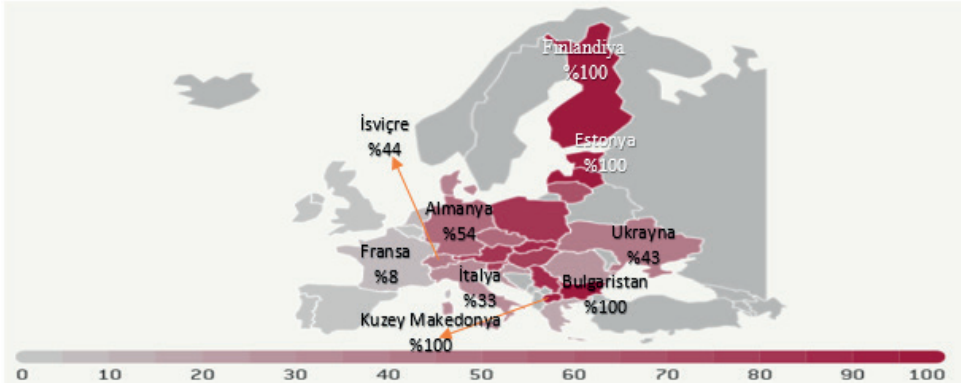 Finlandiya
%100
İsviçre
%44
Estonya
%100
Almanya
%54
Ukrayna
%43
Fransa
%8
İtalya
%33
Bulgaristan
%100
Kuzey Makedonya
%100
0 10 20 30 40 50 60 70 80 90 100